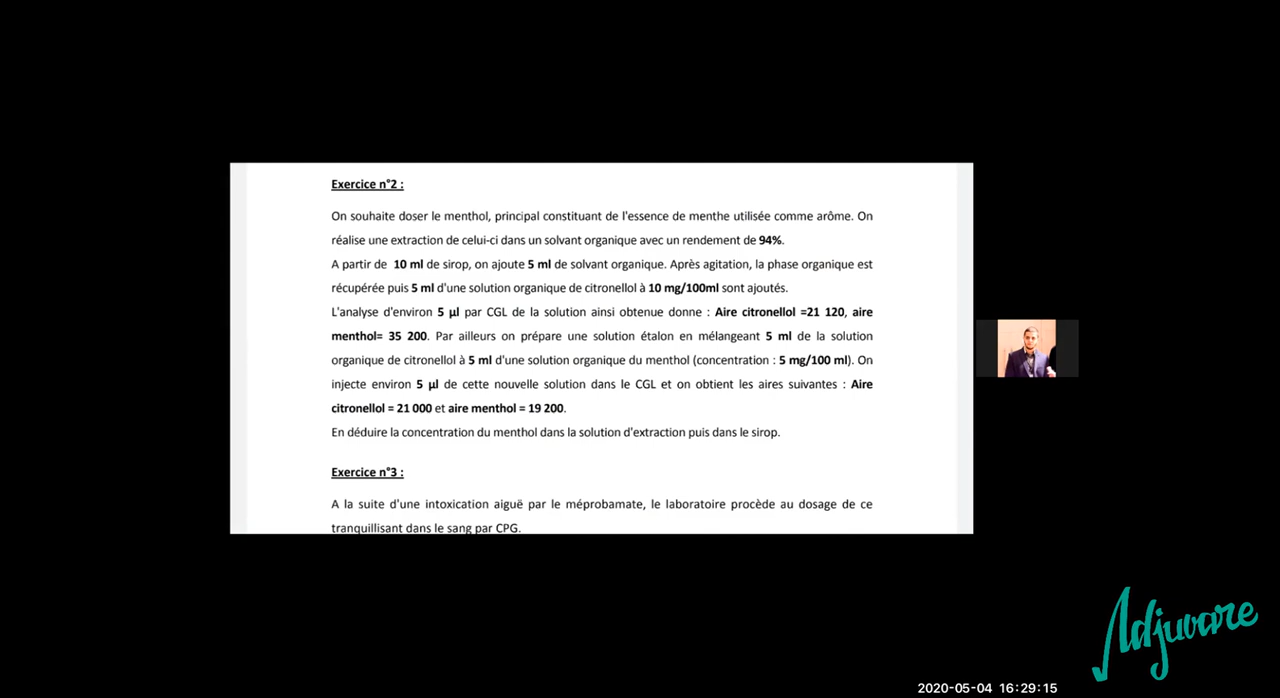 Exercice n°2 :
On souhaite doser le menthol, principal constituant de l'essence de menthe utilisée comme arôme. On
réalise une extraction de celui-ci dans un solvant organique avec un rendement de 94%.
A partir de 10 ml de sirop, on ajoute 5 ml de solvant organique. Après agitation, la phase organique est
récupérée puis 5 ml d'une solution organique de citronellol à 10 mg/100ml sont ajoutés.
L'analyse d'environ 5 µl par CGL de la solution ainsi obtenue donne : Aire citronellol =21 120, aire
menthol= 35 200. Par ailleurs on prépare une solution étalon en mélangeant 5 ml de la solution
organique de citronellol à 5 ml d'une solution organique du menthol (concentration : 5 mg/100 ml). On
injecte environ 5 µl de cette nouvelle solution dans le CGL et on obtient les aires suivantes : Aire
citronellol = 21 000 et aire menthol = 19 200.
En déduire la concentration du menthol dans la solution d'extraction puis dans le sirop.
Exercice n°3 :
A la suite d'une intoxication aiguë par le méprobamate, le laboratoire procède au dosage de ce
tranquillisant dans le sang par CPG.
Adjuvare
2020-05-04 16:29:15